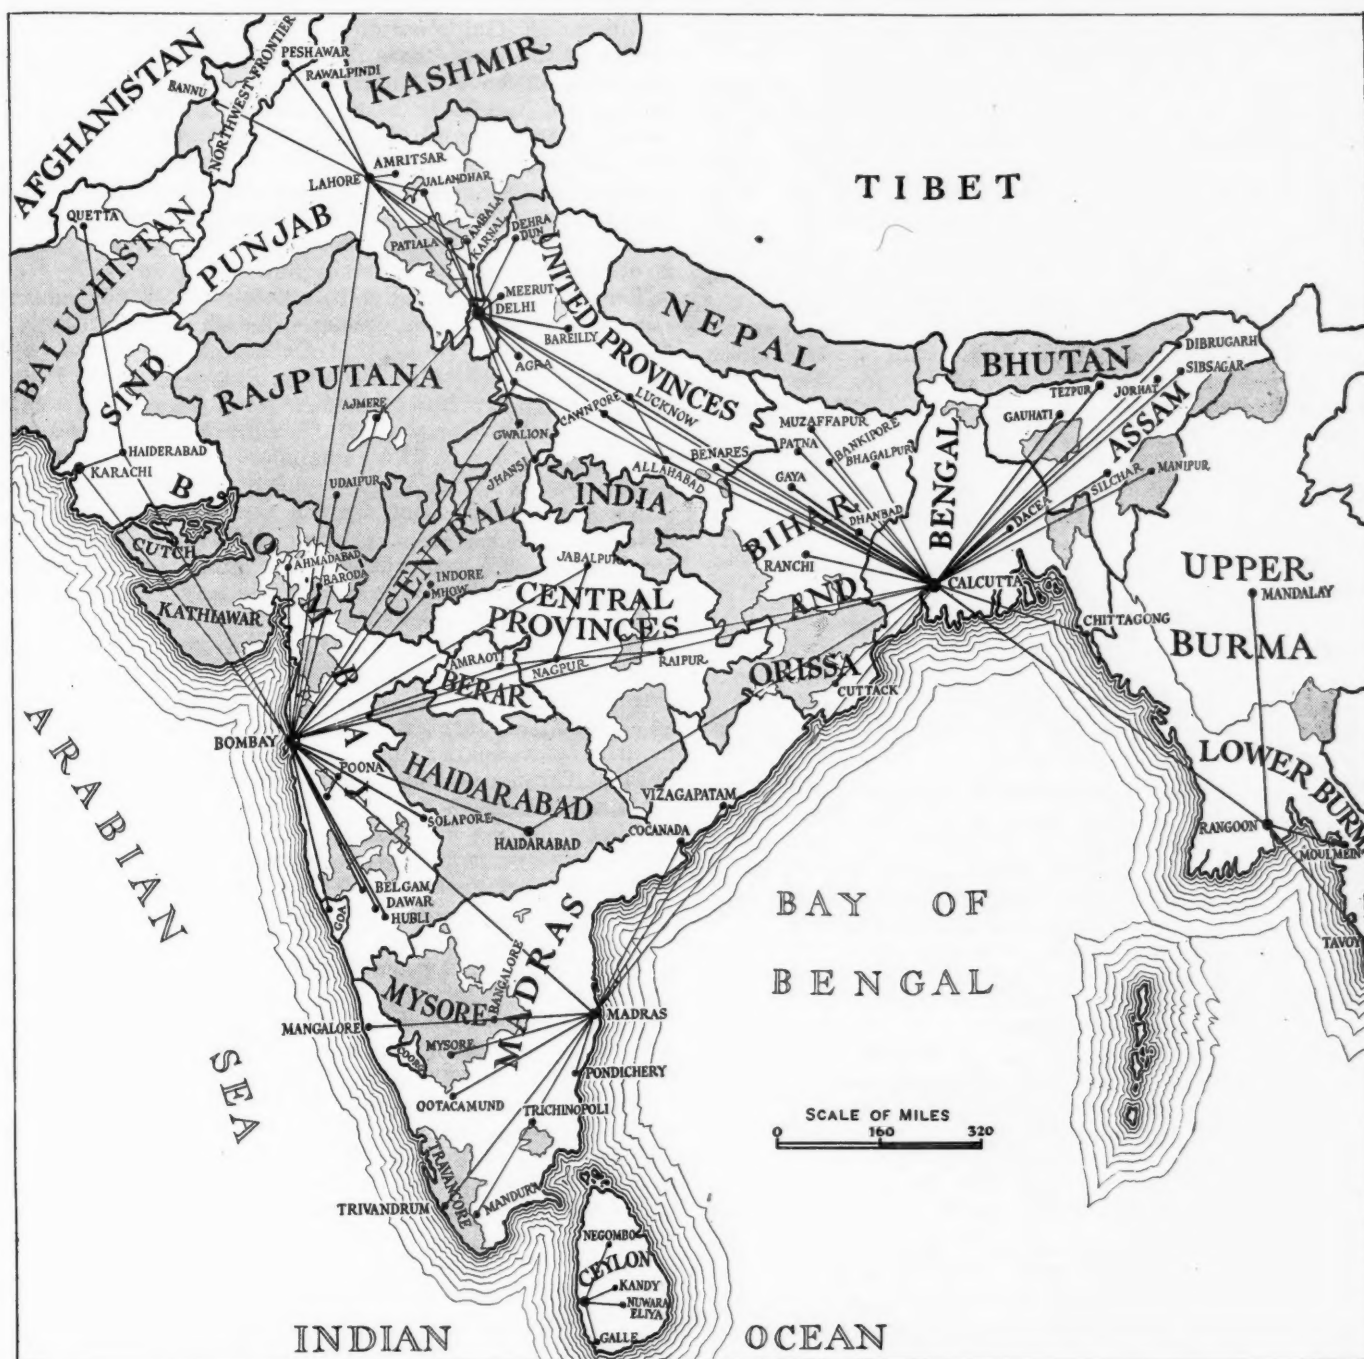 AFGHANISTAN
NORTHWEST FRONTIER
PESHAWAR
RAWALPINDI
BANNU
KASHMIR
TIBET
AMRITSAR
LAHORE
JALANDHAR
QUETTA
BALUCHISTAN
PUNJAB
PATIALA
AMBALA
KARNAL
DEHRA
DUN
MEERUT
DELHI
BAREILLY
UNITED PROVINCES
NEPAL
BHUTAN
DIBRUGARH
SIBSAGAR
TEZPUR
JORHAT
GAUHATI
ASSAM
SIND
RAJPUTANA
AGRA
AJMERE
GWALION
CAWNPORE
LUCKNOW
MUZAFFAPUR
PATNA
BANKIPORE
BHAGALPUR
BENGAL
HAIDERABAD
KARACHI
UDAIPUR
JHANSI
ALLAHABAD
BENARES
GAYA
DHANBAD
SILCHAR
MANIPUR
DACEA
CENTRAL
INDIA
BIHAR
AND
ORISSA
RANCHI
CALCUTTA
CHITTAGONG
UPPER
MANDALAY
BURMA
CUTCH
BOMBAY
AHMADABAD
BARODA
KATHIAWAR
INDORE
MHOW
JABALPUR
CENTRAL
PROVINCES
AMRAOTI
BERAR
NAGPUR
RAIPUR
CUTTACK
LOWER BURM
RANGOON
MOULMEIN
TAVOY
BOMBAY
POONA
HAIDARABAD
SOLAPORE
HAIDARABAD
VIZAGAPATAM
COCANADA
ARABIAN
SEA
BELGAM
DAWAR
HUBLI
GOA
BAY OF
BENGAL
MADRAS
BANGALORE
MYSORE
MADRAS
MANGALORE
MYSORE
COORG
PONDICHERY
OOTACAMUND
TRICHINOPOLI
SCALE OF MILES
0 160 320
TRAVANCORE
TRIVANDRUM
MANDURA
NEGOMBO
CEYLON
KANDY
NUWARA
ELIYA
GALLE
INDIAN OCEAN